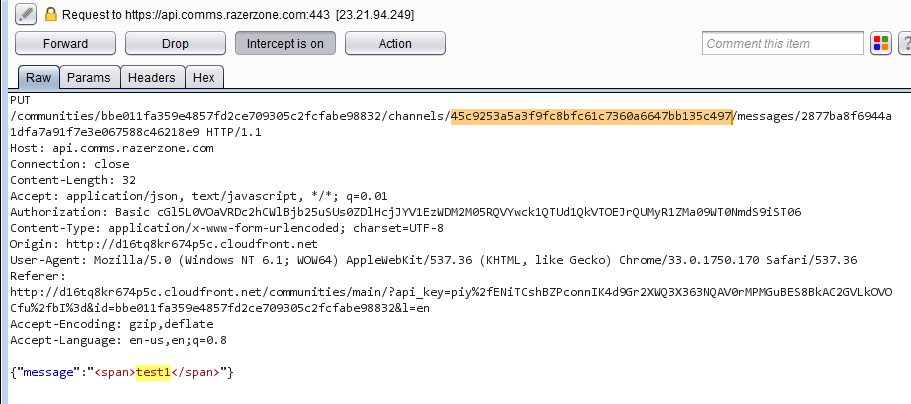 Request to https://api.comms.razerzone.com:443 [23.21.94.249]
Forward Drop Intercept is on Action Comment this item ?
Raw Params Headers Hex
PUT
/communities/bbe011fa359e4857fd2ce709305c2fcfabe98832/channels/45c9253a5a3f9fc8bfc61c7360a6647bb135c497/messages/2877ba8f6944a
1dfa7a91f7e3e067588c46218e9 HTTP/1.1
Host: api.comms.razerzone.com
Connection: close
Content-Length: 32
Accept: application/json, text/javascript, */*; q=0.01
Authorization: Basic cGl5L0VOaVRDc2hCWlBjb25uSUs0ZDlHcjJYV1EzWDM2M05RQVYwck1QTUd1QkVTOEJrQUMyR1ZMa09WT0NmdS9iST06
Content-Type: application/x-www-form-urlencoded; charset=UTF-8
Origin: http://d16tq8kr674p5c.cloudfront.net
User-Agent: Mozilla/5.0 (Windows NT 6.1; WOW64) AppleWebKit/537.36 (KHTML, like Gecko) Chrome/33.0.1750.170 Safari/537.36
Referer:
http://d16tq8kr674p5c.cloudfront.net/communities/main/?api_key=piy%2fENiTCshBZPconnIK4d9Gr2XWQ3X363NQAV0rMPMGuBES8BkAC2GVLkOVO
Cfu%2fbI%3d&id=bbe011fa359e4857fd2ce709305c2fcfabe98832&l=en
Accept-Encoding: gzip,deflate
Accept-Language: en-us,en;q=0.8
{"message":"<span>test1</span>"}